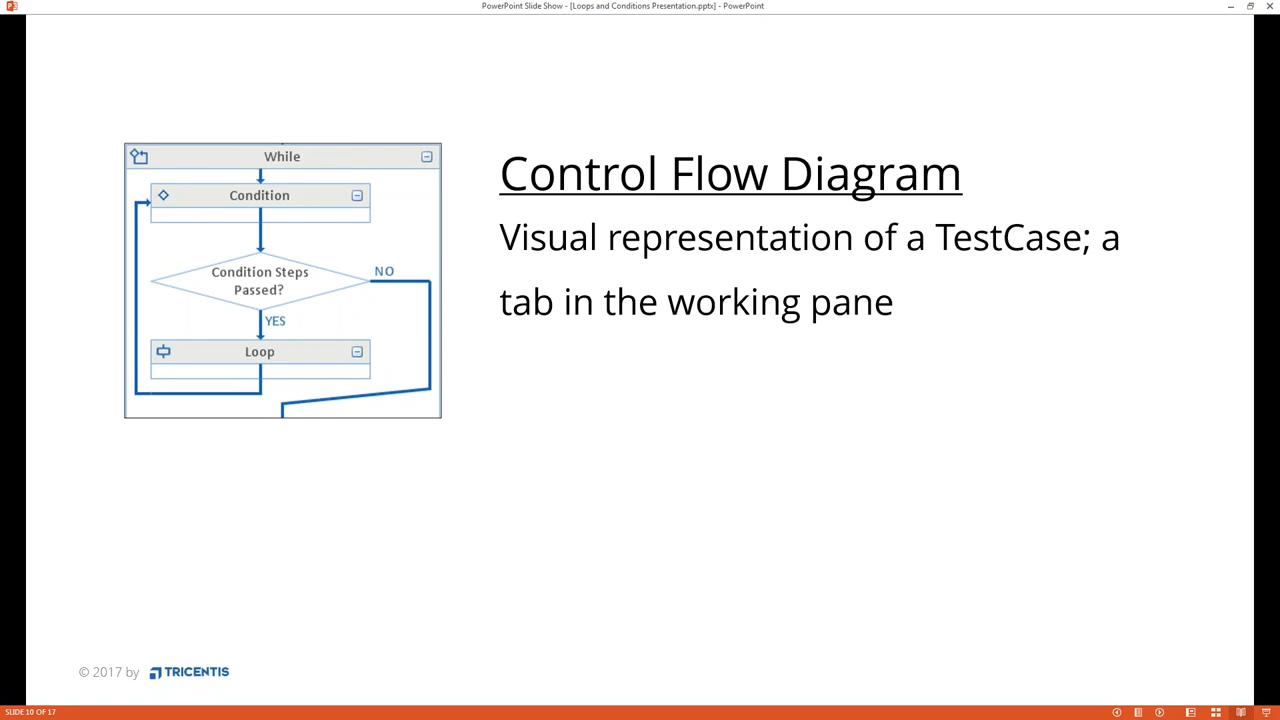 PowerPoint Slide Show - [Loops and Conditions Presentation.pptx] - PowerPoint
While
Condition
Condition Steps
Passed?
NO
YES
Loop
Control Flow Diagram
Visual representation of a TestCase; a
tab in the working pane
© 2017 by TRICENTIS
SLIDE 10 OF 17